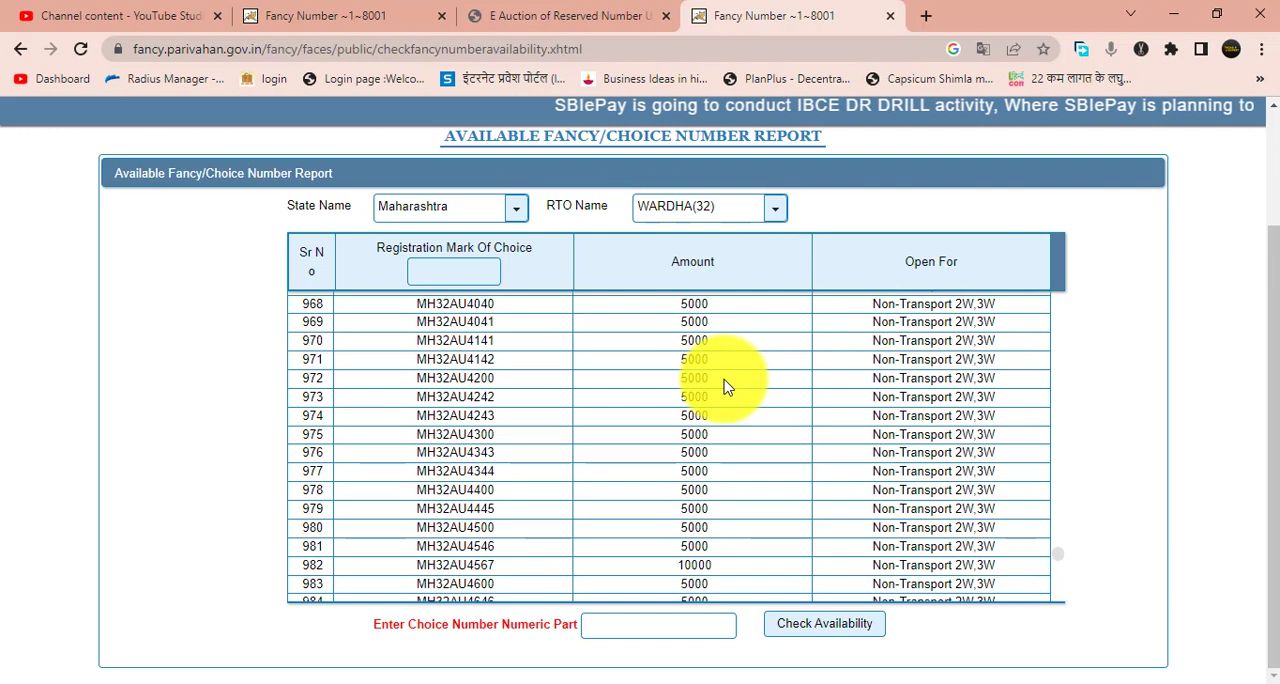 Channel content - YouTube Studi
Fancy Number ~1~8001
E Auction of Reserved Number U
Fancy Number ~1~8001
fancy.parivahan.gov.in/fancy/faces/public/checkfancynumberavailability.xhtml
Dashboard
Radius Manager -...
login
Login page :Welco...
इंटरनेट प्रवेश पोर्टल (I...
Business Ideas in hi...
PlanPlus - Decentra...
Capsicum Shimla m...
22 कम लागत के लघु...
SBIePay is going to conduct IBCE DR DRILL activity, Where SBIePay is planning to
AVAILABLE FANCY/CHOICE NUMBER REPORT
Available Fancy/Choice Number Report
State Name Maharashtra RTO Name WARDHA(32)
Sr No Registration Mark Of Choice Amount Open For
968 MH32AU4040 5000 Non-Transport 2W,3W
969 MH32AU4041 5000 Non-Transport 2W,3W
970 MH32AU4141 5000 Non-Transport 2W,3W
971 MH32AU4142 5000 Non-Transport 2W,3W
972 MH32AU4200 5000 Non-Transport 2W,3W
973 MH32AU4242 5000 Non-Transport 2W,3W
974 MH32AU4243 5000 Non-Transport 2W,3W
975 MH32AU4300 5000 Non-Transport 2W,3W
976 MH32AU4343 5000 Non-Transport 2W,3W
977 MH32AU4344 5000 Non-Transport 2W,3W
978 MH32AU4400 5000 Non-Transport 2W,3W
979 MH32AU4445 5000 Non-Transport 2W,3W
980 MH32AU4500 5000 Non-Transport 2W,3W
981 MH32AU4546 5000 Non-Transport 2W,3W
982 MH32AU4567 10000 Non-Transport 2W,3W
983 MH32AU4600 5000 Non-Transport 2W,3W
984 MH32AU4646 5000 Non-Transport 2W,3W
Enter Choice Number Numeric Part Check Availability